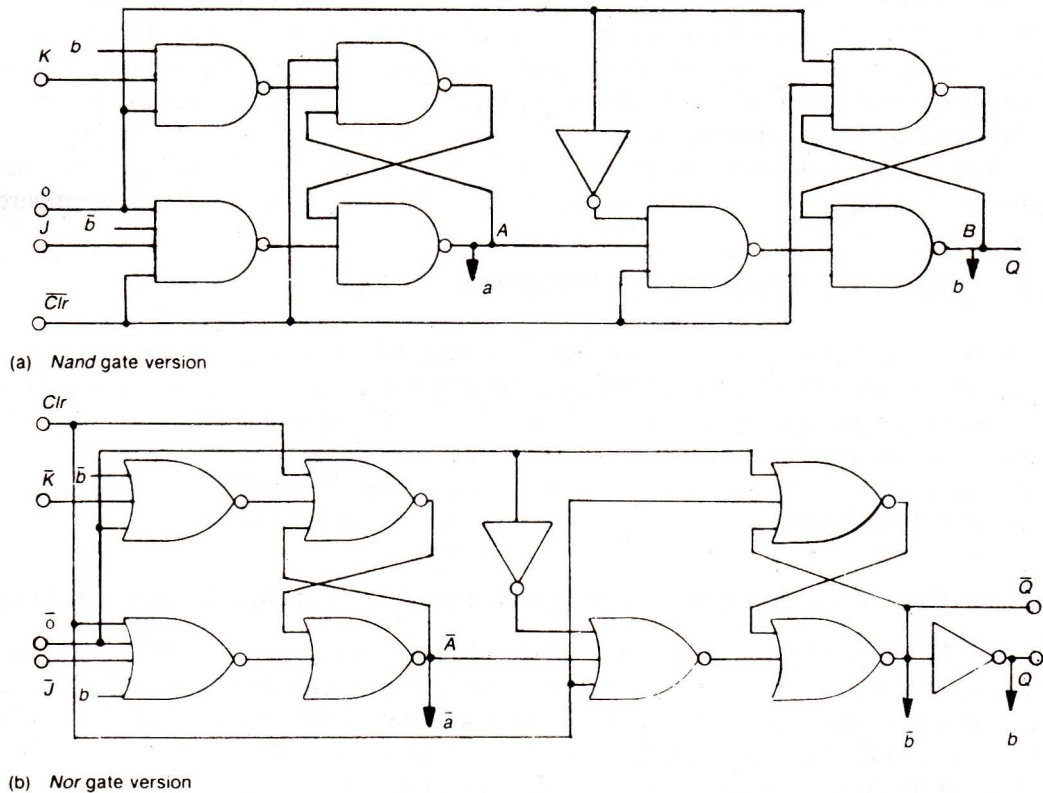 b
K
o
J
b̄
A
B
a
b
Q
C̅l̅r̅
(a) Nand gate version
Clr
b̄
K̄
Q̄
ō
Ā
J̄
b
Q
ā
b̄
b
(b) Nor gate version